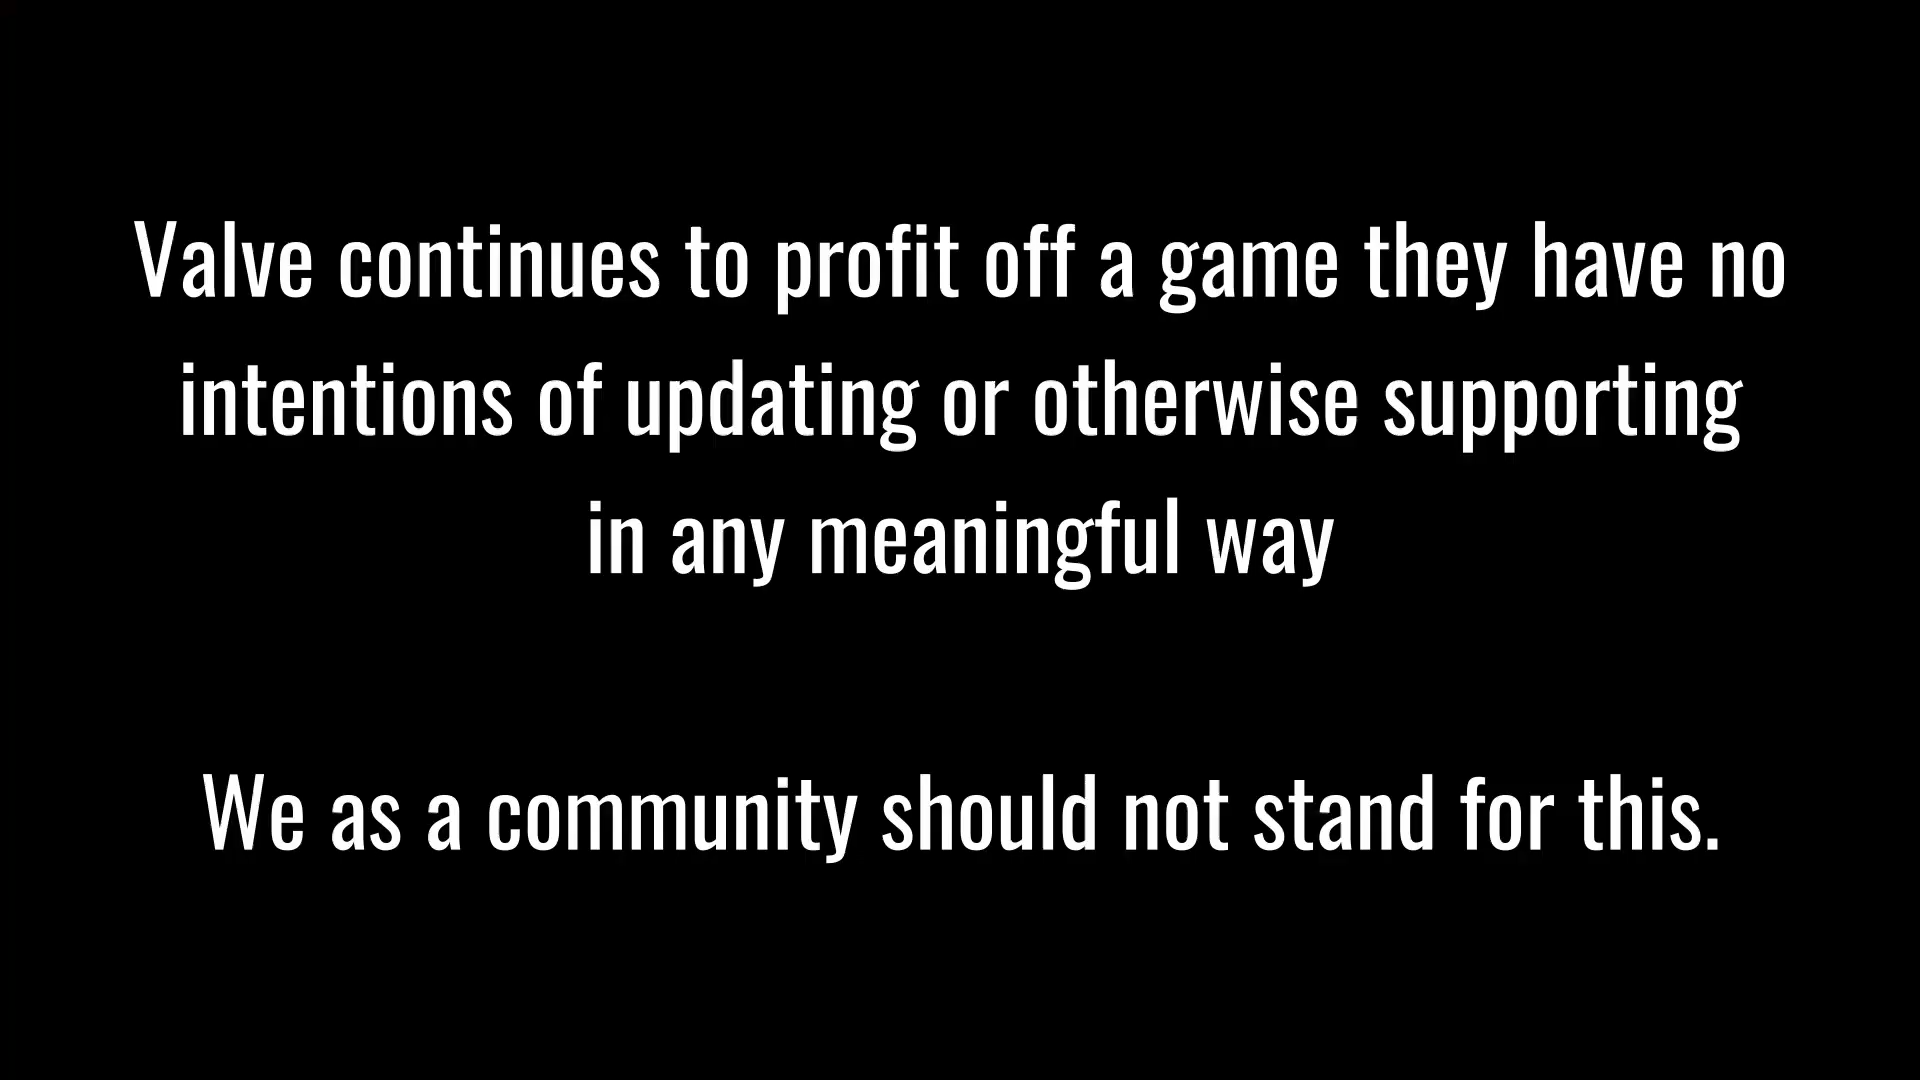 Valve continues to profit off a game they have no
intentions of updating or otherwise supporting
in any meaningful way
We as a community should not stand for this.